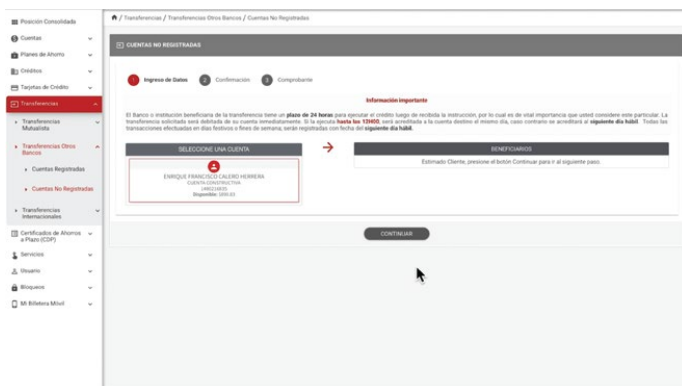 Posición Consolidada
Cuentas
Planes de Ahorro
Créditos
Tarjetas de Crédito
Transferencias
Transferencias
Mutualista
Transferencias Otros
Bancos
Cuentas Registradas
Cuentas No Registradas
Transferencias
Internacionales
Certificados de Ahorros
a Plazo (CDP)
Servicios
Usuario
Bloqueos
Mi Billetera Móvil
/ Transferencias / Transferencias Otros Bancos / Cuentas No Registradas
CUENTAS NO REGISTRADAS
1 Ingreso de Datos 2 Confirmación 3 Comprobante
Información importante
El Banco o institución beneficiaria de la transferencia tiene un plazo de 24 horas para ejecutar el crédito luego de recibida la instrucción, por lo cual es de vital importancia que usted considere este particular. La
transferencia solicitada será debitada de su cuenta inmediatamente. Si la ejecuta hasta las 13H00, será acreditada a la cuenta destino el mismo día, caso contrario se acreditará al siguiente día hábil. Todas las
transacciones efectuadas en días festivos o fines de semana, serán registradas con fecha del siguiente día hábil.
SELECCIONE UNA CUENTA
ENRIQUE FRANCISCO CALERO HERRERA
CUENTA CONSTRUCTIVA
Disponible:
BENEFICIARIOS
Estimado Cliente, presione el botón Continuar para ir al siguiente paso.
CONTINUAR